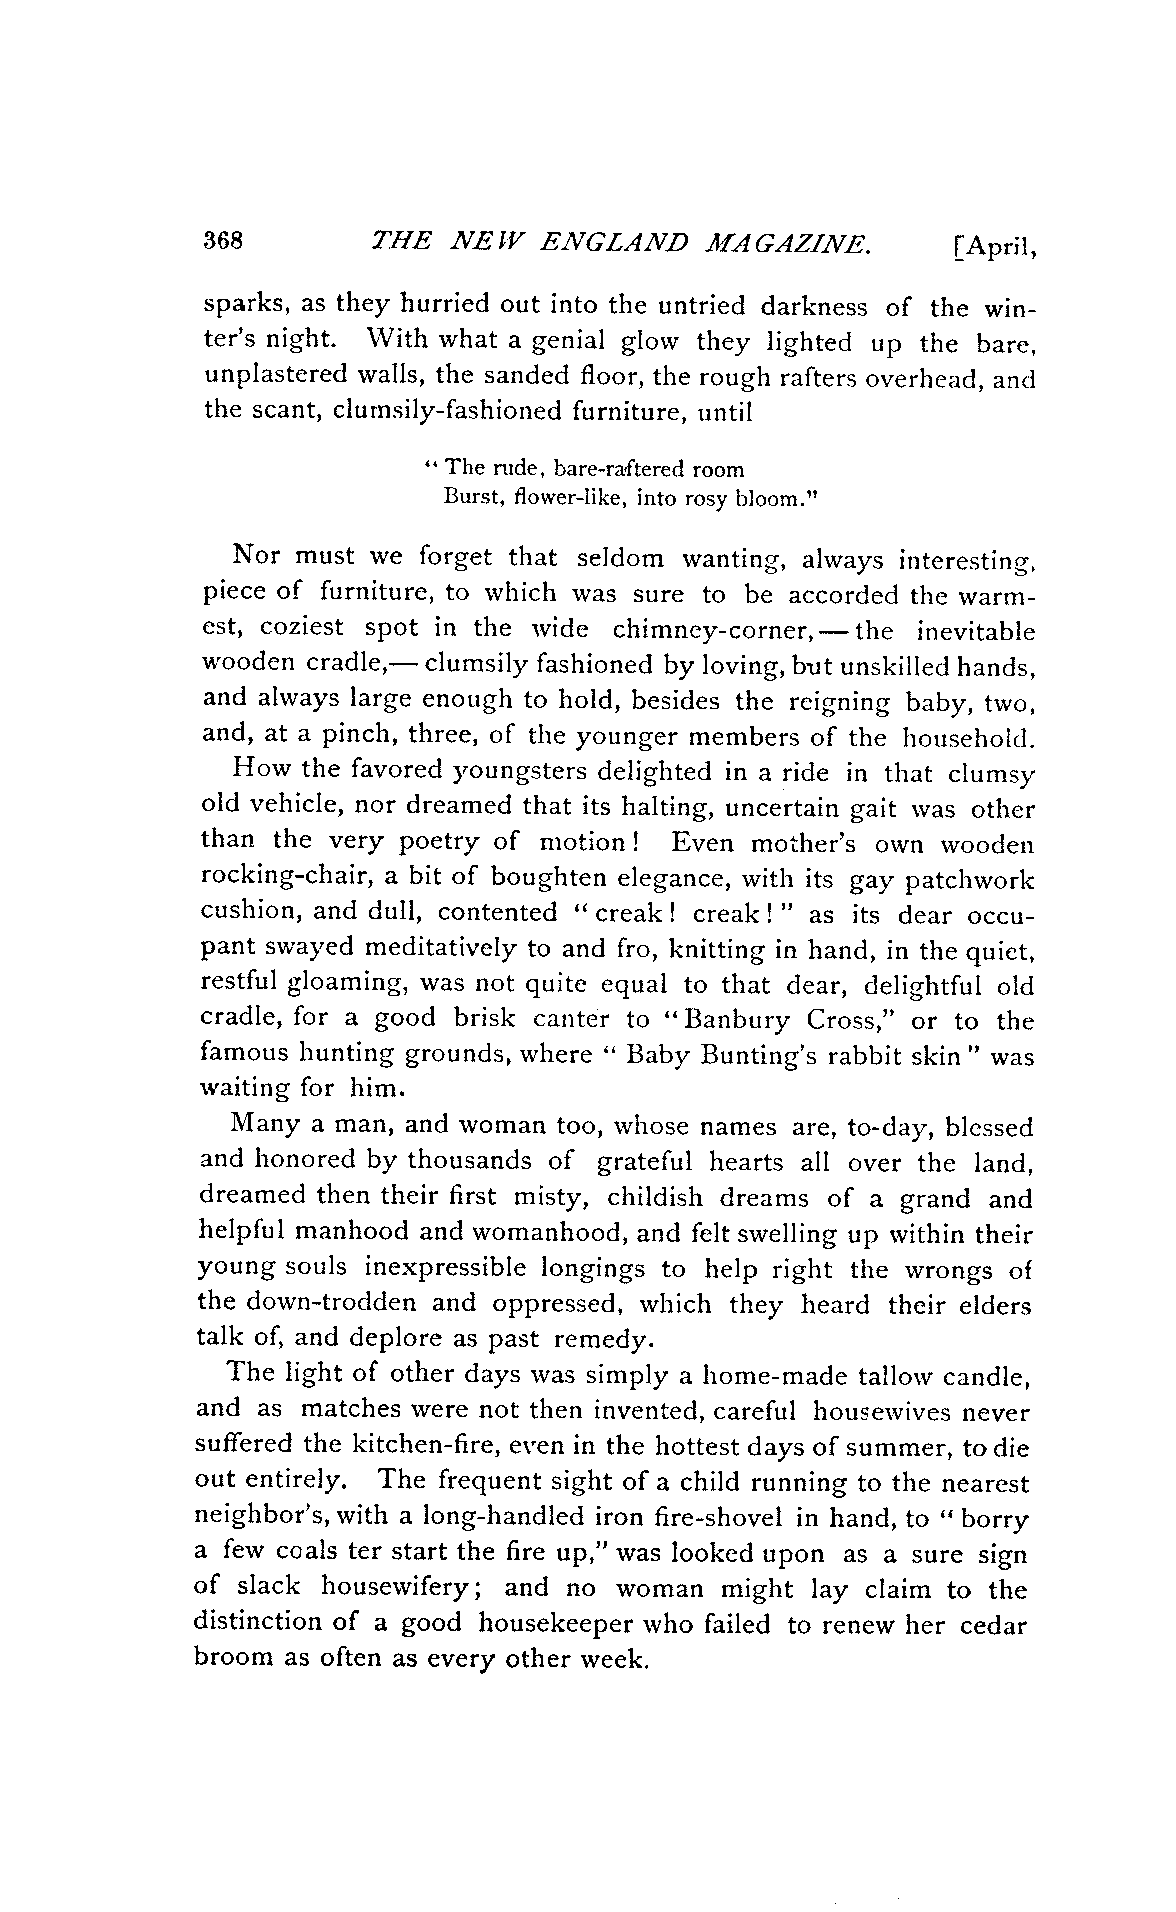 368 THE NEW ENGLAND MAGAZINE. [April,
sparks, as they hurried out into the untried darkness of the win-
ter's night. With what a genial glow they lighted up the bare,
unplastered walls, the sanded floor, the rough rafters overhead, and
the scant, clumsily-fashioned furniture, until
"The rude, bare-raftered room
Burst, flower-like, into rosy bloom."
Nor must we forget that seldom wanting, always interesting,
piece of furniture, to which was sure to be accorded the warm-
est, coziest spot in the wide chimney-corner,—the inevitable
wooden cradle,—clumsily fashioned by loving, but unskilled hands,
and always large enough to hold, besides the reigning baby, two,
and, at a pinch, three, of the younger members of the household.
How the favored youngsters delighted in a ride in that clumsy
old vehicle, nor dreamed that its halting, uncertain gait was other
than the very poetry of motion! Even mother's own wooden
rocking-chair, a bit of boughten elegance, with its gay patchwork
cushion, and dull, contented "creak! creak!" as its dear occu-
pant swayed meditatively to and fro, knitting in hand, in the quiet,
restful gloaming, was not quite equal to that dear, delightful old
cradle, for a good brisk canter to "Banbury Cross," or to the
famous hunting grounds, where "Baby Bunting's rabbit skin" was
waiting for him.
Many a man, and woman too, whose names are, to-day, blessed
and honored by thousands of grateful hearts all over the land,
dreamed then their first misty, childish dreams of a grand and
helpful manhood and womanhood, and felt swelling up within their
young souls inexpressible longings to help right the wrongs of
the down-trodden and oppressed, which they heard their elders
talk of, and deplore as past remedy.
The light of other days was simply a home-made tallow candle,
and as matches were not then invented, careful housewives never
suffered the kitchen-fire, even in the hottest days of summer, to die
out entirely. The frequent sight of a child running to the nearest
neighbor's, with a long-handled iron fire-shovel in hand, to "borry
a few coals ter start the fire up," was looked upon as a sure sign
of slack housewifery; and no woman might lay claim to the
distinction of a good housekeeper who failed to renew her cedar
broom as often as every other week.